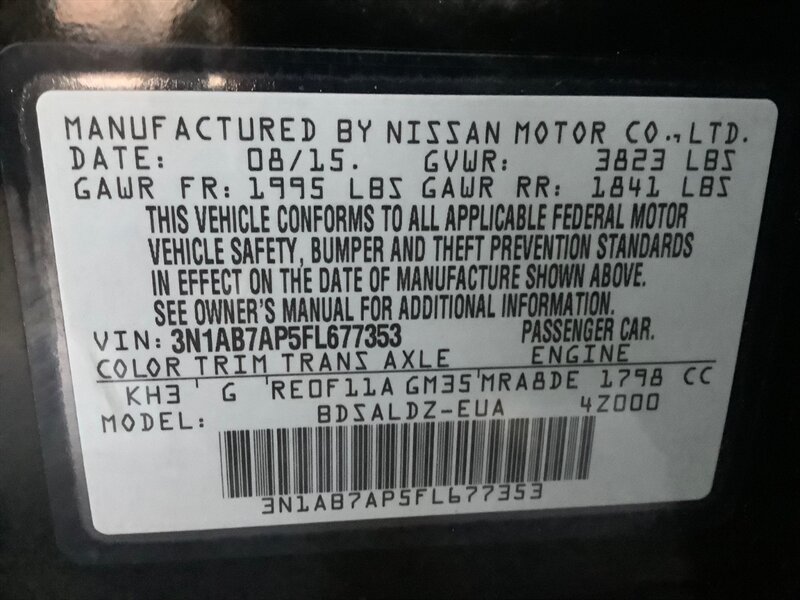 MANUFACTURED BY NISSAN MOTOR CO., LTD.
DATE: 08/15. GVWR: 3823 LBS
GAWR FR: 1995 LBS GAWR RR: 1841 LBS
THIS VEHICLE CONFORMS TO ALL APPLICABLE FEDERAL MOTOR
VEHICLE SAFETY, BUMPER AND THEFT PREVENTION STANDARDS
IN EFFECT ON THE DATE OF MANUFACTURE SHOWN ABOVE.
SEE OWNER'S MANUAL FOR ADDITIONAL INFORMATION.
VIN: 3N1AB7AP5FL677353 PASSENGER CAR.
COLOR TRIM TRANS AXLE ENGINE
KH3 ' G 'RE0F11A GM35'MRA8DE 1798 CC
MODEL: BDSALDZ-EUA 4Z000
3N1AB7AP5FL677353